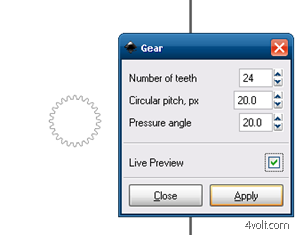 Gear
Number of teeth 24
Circular pitch, px 20.0
Pressure angle 20.0
Live Preview
Close Apply
4volt.com